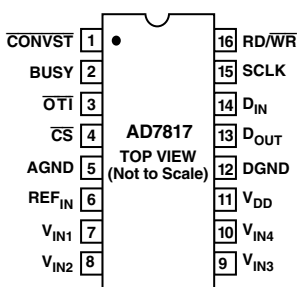 CONVST 1 16 RD/WR
BUSY 2 15 SCLK
OTI 3 14 DIN
CS 4 AD7817 13 DOUT
TOP VIEW
AGND 5 (Not to Scale) 12 DGND
REFIN 6 11 VDD
VIN1 7 10 VIN4
VIN2 8 9 VIN3